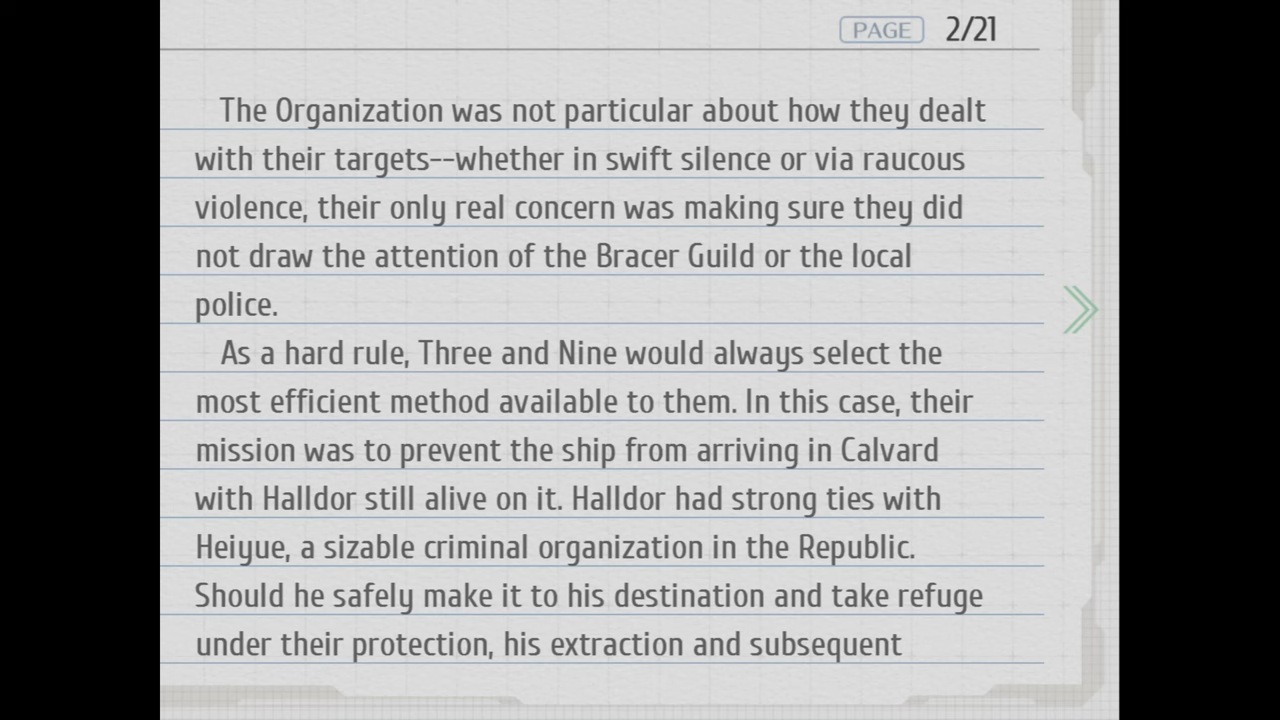 PAGE 2/21
The Organization was not particular about how they dealt
with their targets--whether in swift silence or via raucous
violence, their only real concern was making sure they did
not draw the attention of the Bracer Guild or the local
police.
As a hard rule, Three and Nine would always select the
most efficient method available to them. In this case, their
mission was to prevent the ship from arriving in Calvard
with Halldor still alive on it. Halldor had strong ties with
Heiyue, a sizable criminal organization in the Republic.
Should he safely make it to his destination and take refuge
under their protection, his extraction and subsequent